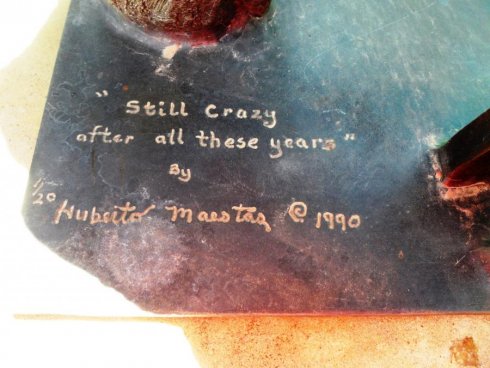 "Still Crazy
after all these years"
By
1/20 Huberto Maestas © 1990